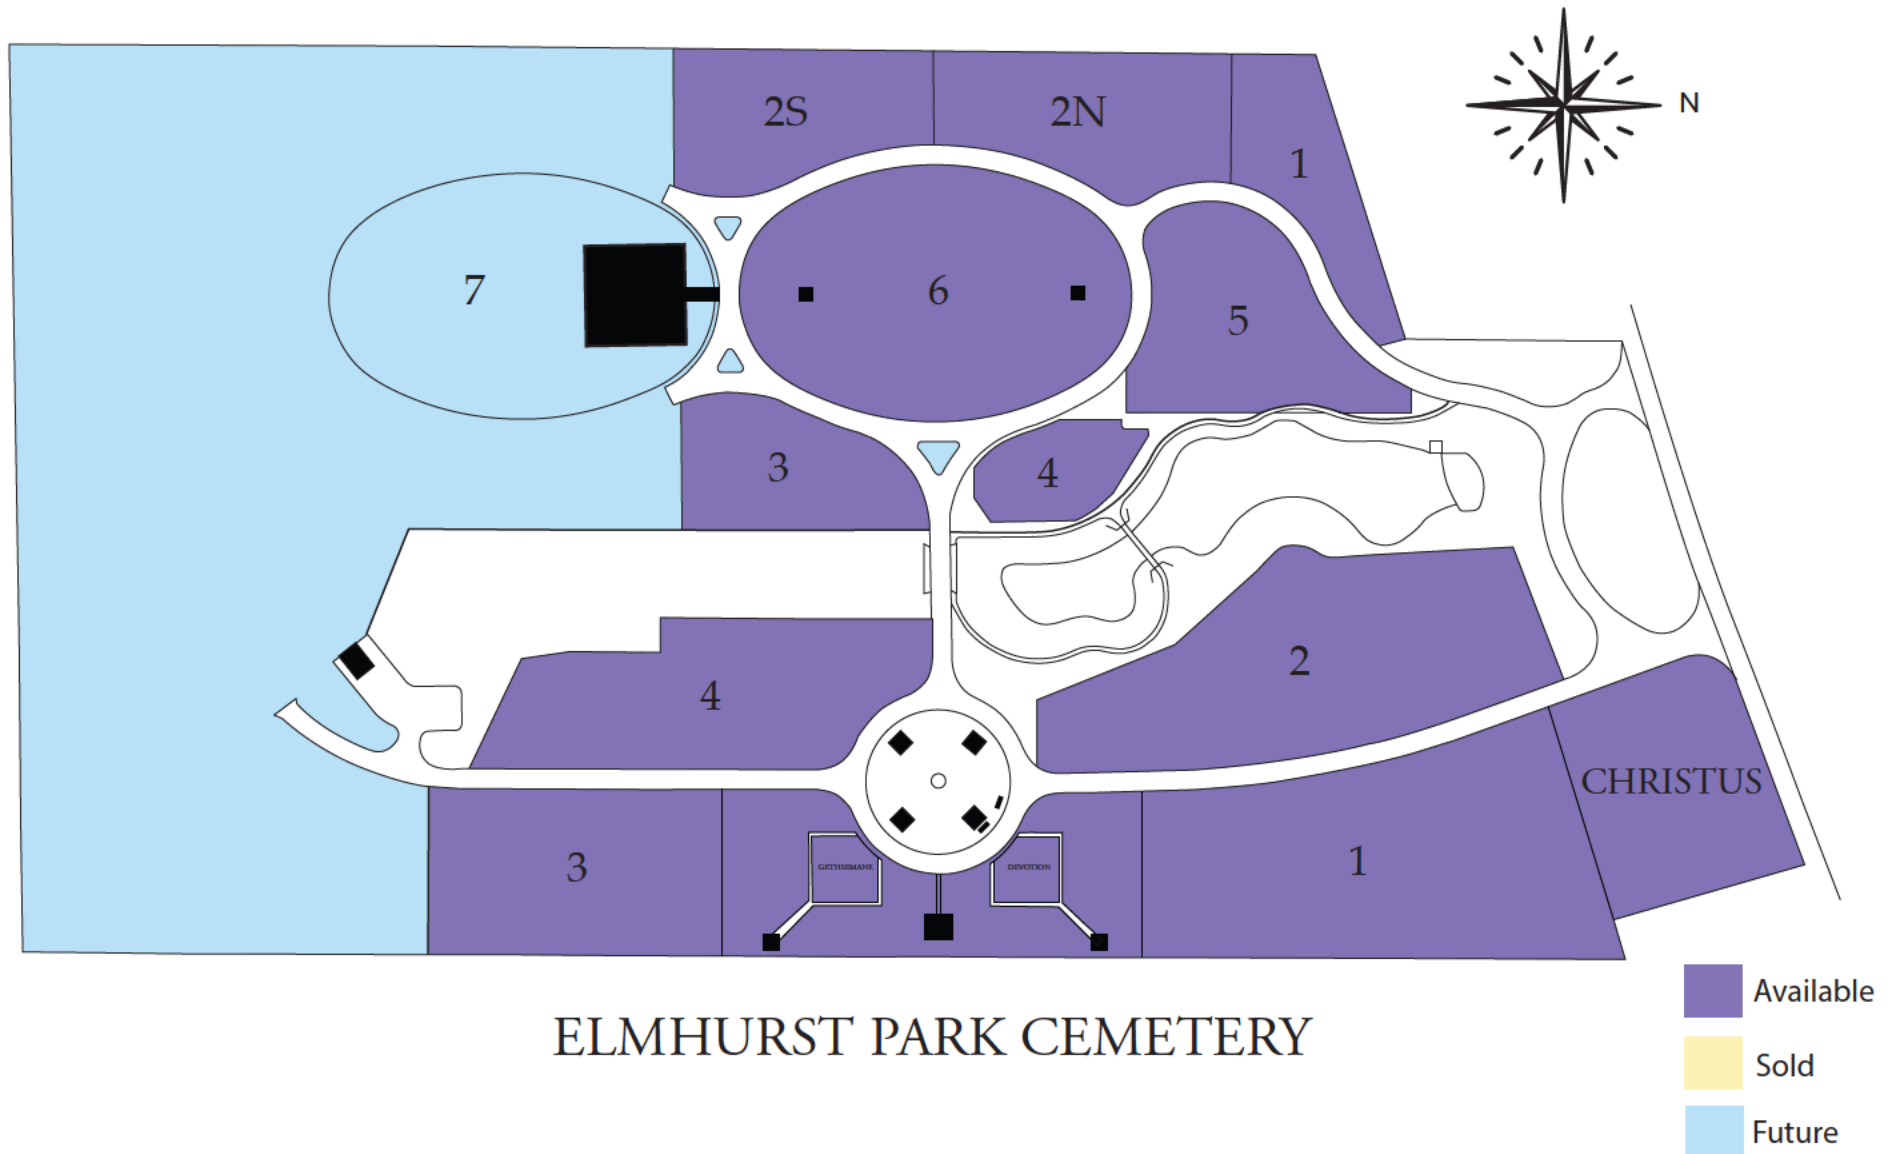 2S
2N
N
1
7
6
5
3
4
2
4
CHRISTUS
3
GETHSEMANE
DEVOTION
1
ELMHURST PARK CEMETERY
Available
Sold
Future